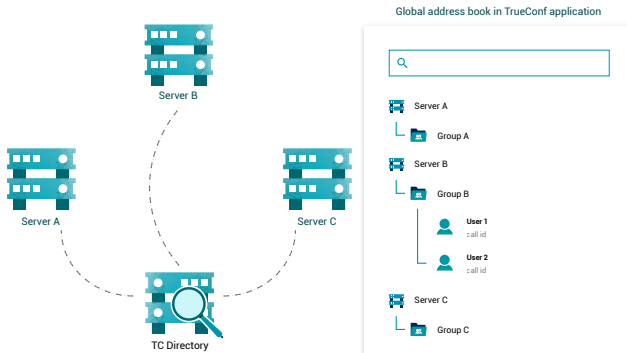 Global address book in TrueConf application
Server B
Server A
Server C
TC Directory
Server A
Group A
Server B
Group B
User 1
call id
User 2
call id
Server C
Group C